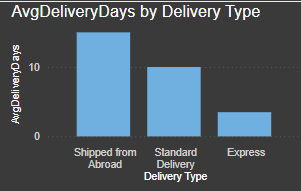 AvgDeliveryDays by Delivery Type
AvgDeliveryDays
10
0
Shipped from
Abroad
Standard
Delivery
Express
Delivery Type